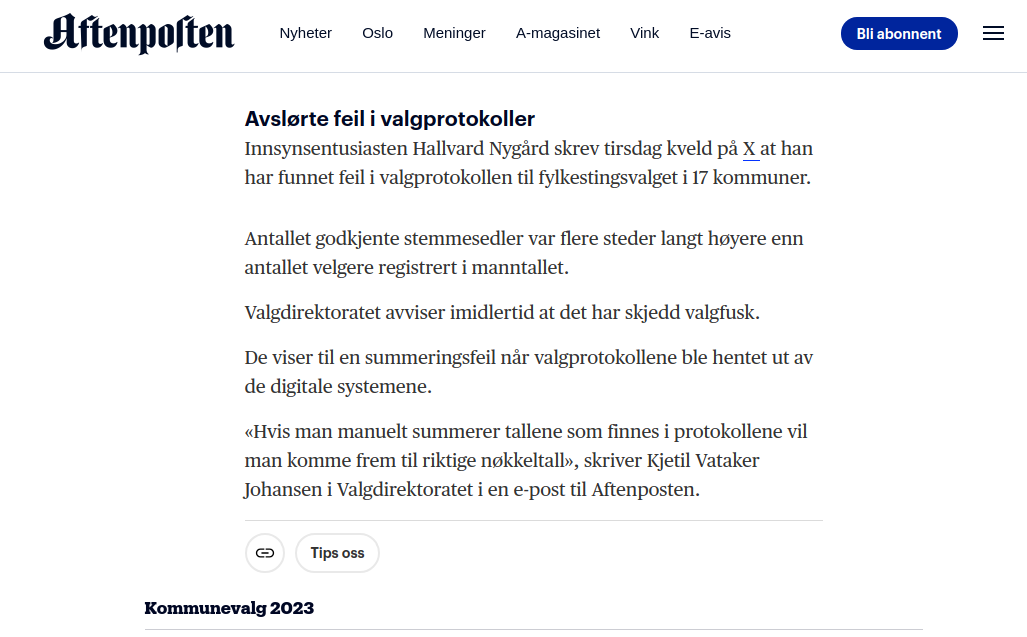 Aftenposten
Nyheter Oslo Meninger A-magasinet Vink E-avis
Bli abonnent
Avslørte feil i valgprotokoller
Innsynsentusiasten Hallvard Nygård skrev tirsdag kveld på X at han
har funnet feil i valgprotokollen til fylkestingsvalget i 17 kommuner.
Antallet godkjente stemmesedler var flere steder langt høyere enn
antallet velgere registrert i manntallet.
Valgdirektoratet avviser imidlertid at det har skjedd valgfusk.
De viser til en summeringsfeil når valgprotokollene ble hentet ut av
de digitale systemene.
«Hvis man manuelt summerer tallene som finnes i protokollene vil
man komme frem til riktige nøkkeltall», skriver Kjetil Vataker
Johansen i Valgdirektoratet i en e-post til Aftenposten.
Tips oss
Kommunevalg 2023